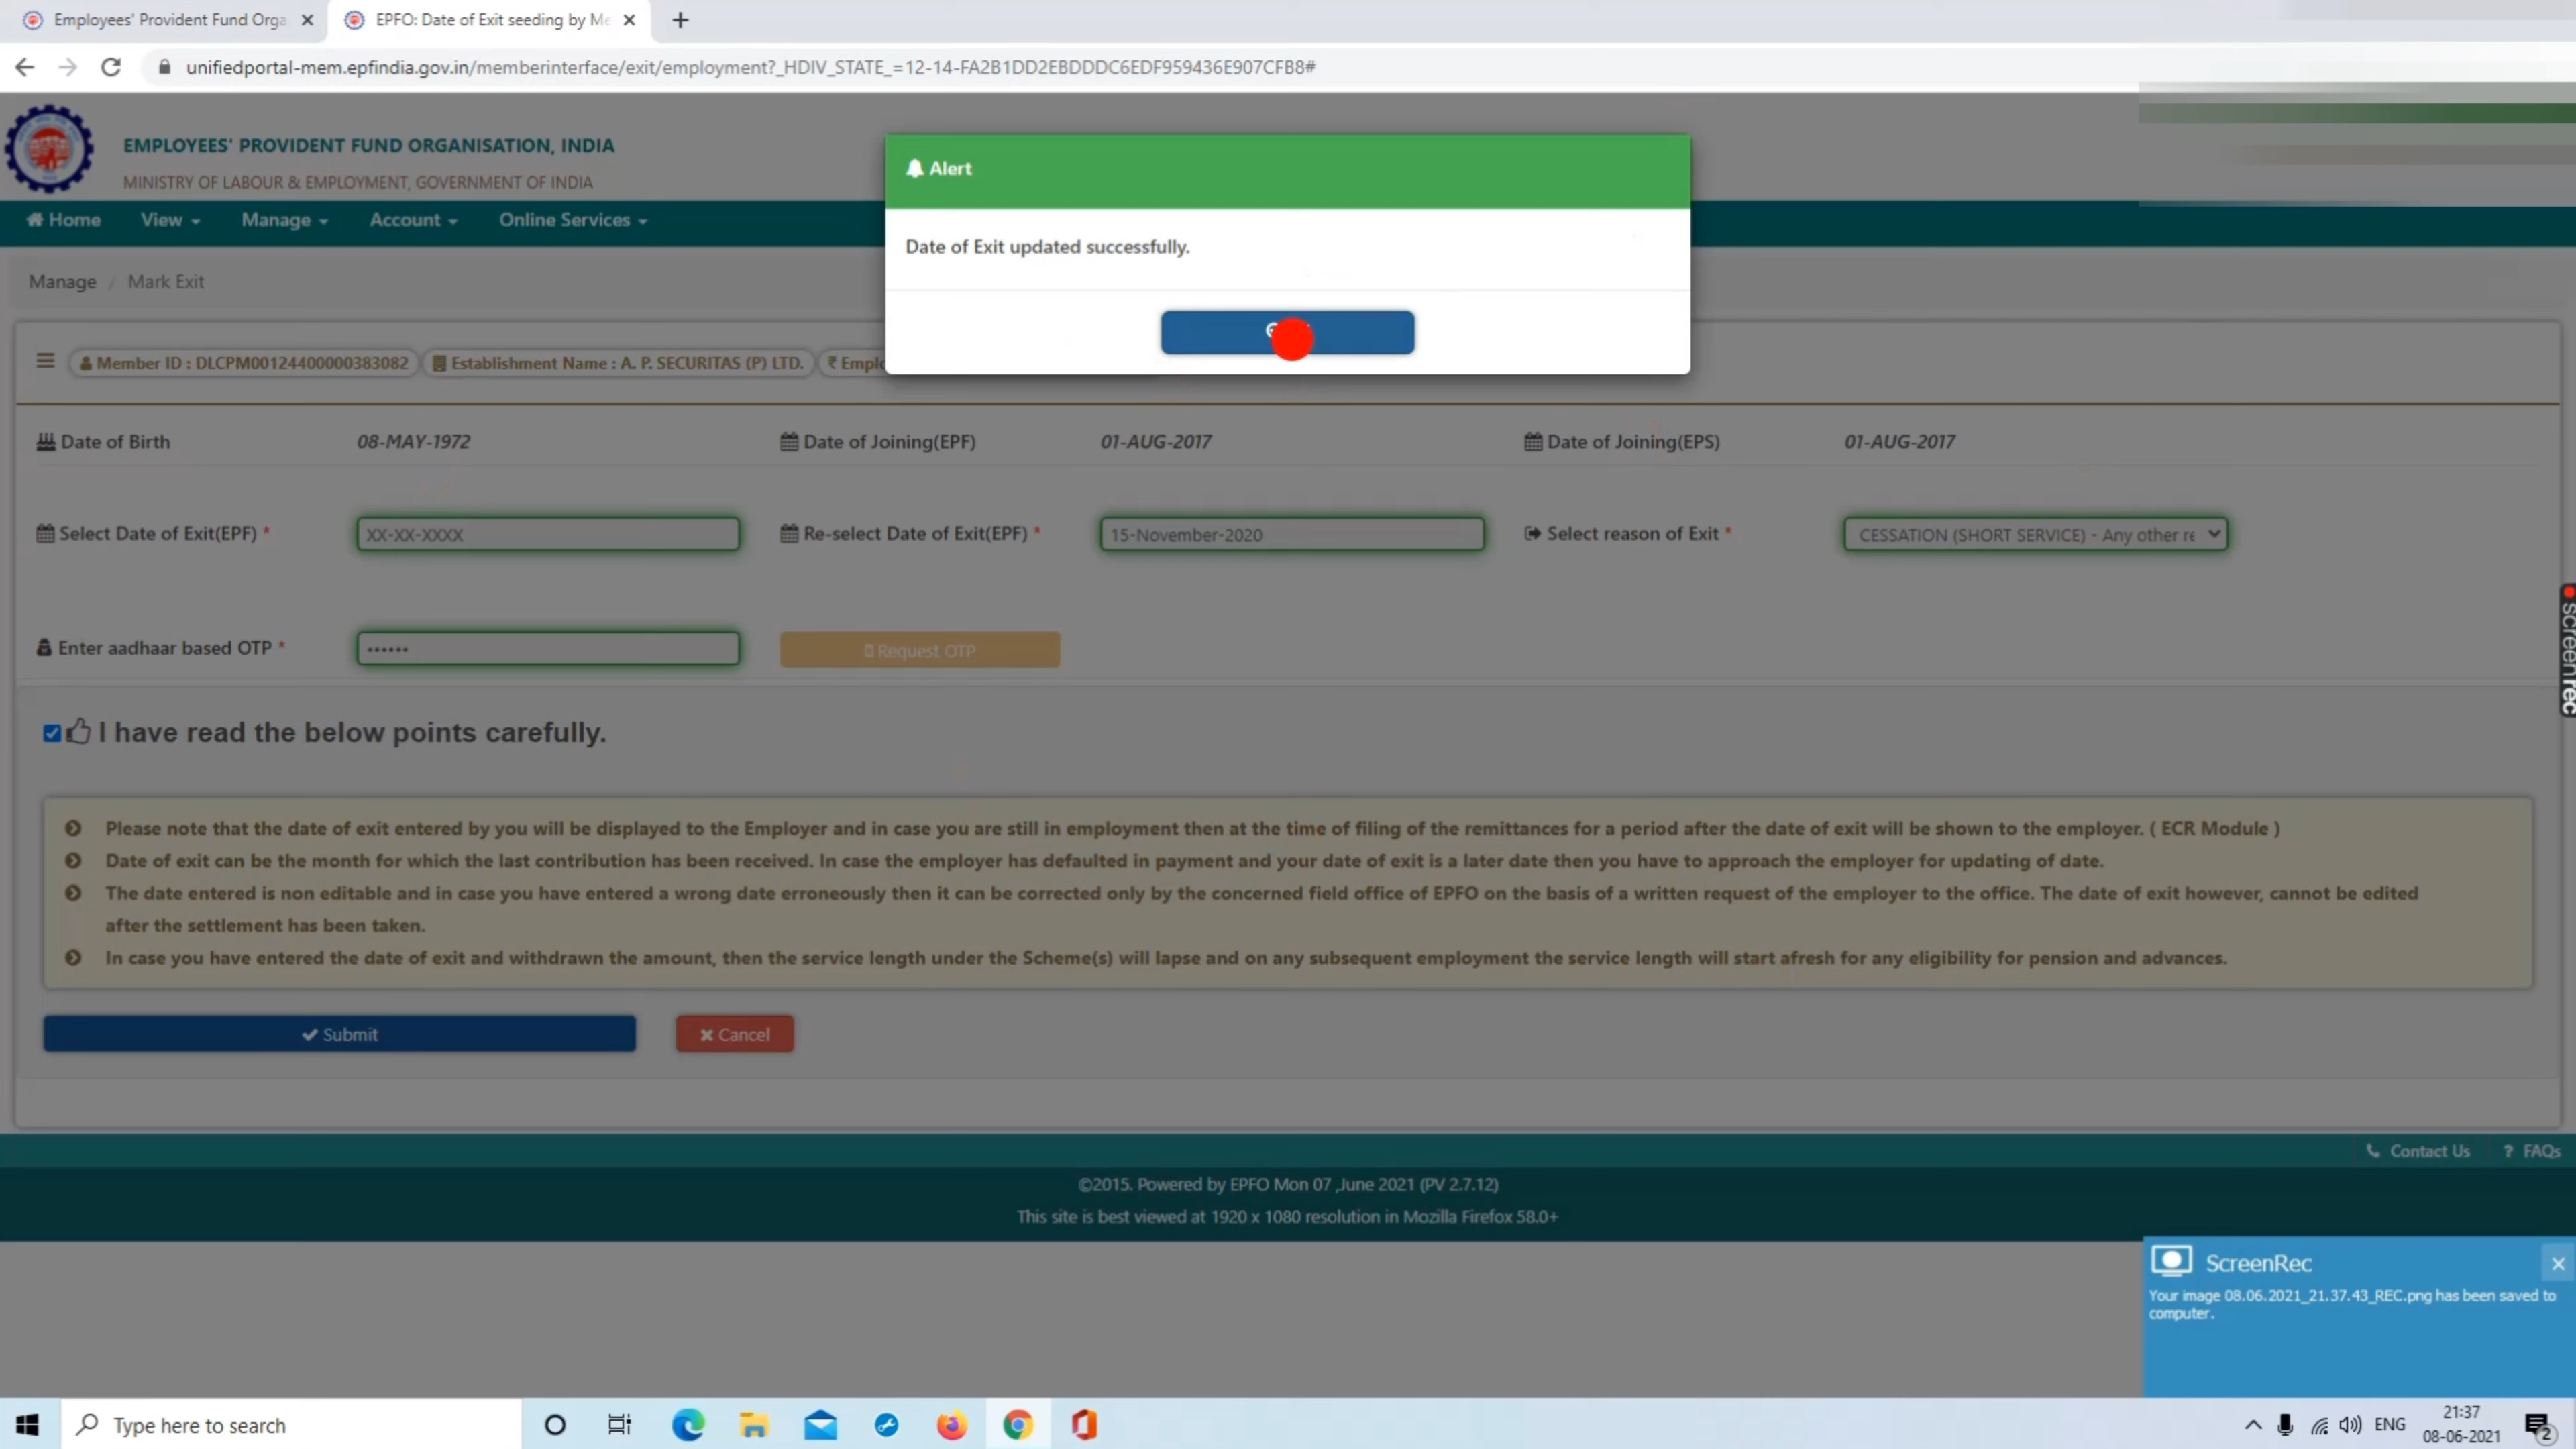 Employees' Provident Fund Orga
EPFO: Date of Exit seeding by Me
unifiedportal-mem.epfindia.gov.in/memberinterface/exit/employment?_HDIV_STATE_=12-14-FA2B1DD2EBDDDC6EDF959436E907CFB8#
EMPLOYEES' PROVIDENT FUND ORGANISATION, INDIA
MINISTRY OF LABOUR & EMPLOYMENT, GOVERNMENT OF INDIA
Home View Manage Account Online Services
Alert
Date of Exit updated successfully.
Manage / Mark Exit
Member ID : DLCPM00124400000383082 Establishment Name : A. P. SECURITAS (P) LTD. ₹ Emplo
Date of Birth 08-MAY-1972 Date of Joining(EPF) 01-AUG-2017 Date of Joining(EPS) 01-AUG-2017
Select Date of Exit(EPF) * XX-XX-XXXX Re-select Date of Exit(EPF) * 15-November-2020 Select reason of Exit * CESSATION (SHORT SERVICE) - Any other re
Enter aadhaar based OTP * •••••• Request OTP
I have read the below points carefully.
Please note that the date of exit entered by you will be displayed to the Employer and in case you are still in employment then at the time of filing of the remittances for a period after the date of exit will be shown to the employer. ( ECR Module )
Date of exit can be the month for which the last contribution has been received. In case the employer has defaulted in payment and your date of exit is a later date then you have to approach the employer for updating of date.
The date entered is non editable and in case you have entered a wrong date erroneously then it can be corrected only by the concerned field office of EPFO on the basis of a written request of the employer to the office. The date of exit however, cannot be edited
after the settlement has been taken.
In case you have entered the date of exit and withdrawn the amount, then the service length under the Scheme(s) will lapse and on any subsequent employment the service length will start afresh for any eligibility for pension and advances.
Submit Cancel
screenrec
Contact Us ? FAQs
©2015. Powered by EPFO Mon 07 ,June 2021 (PV 2.7.12)
This site is best viewed at 1920 x 1080 resolution in Mozilla Firefox 58.0+
ScreenRec
Your image 08.06.2021_21.37.43_REC.png has been saved to
computer.
Type here to search
ENG
21:37
08-06-2021
2